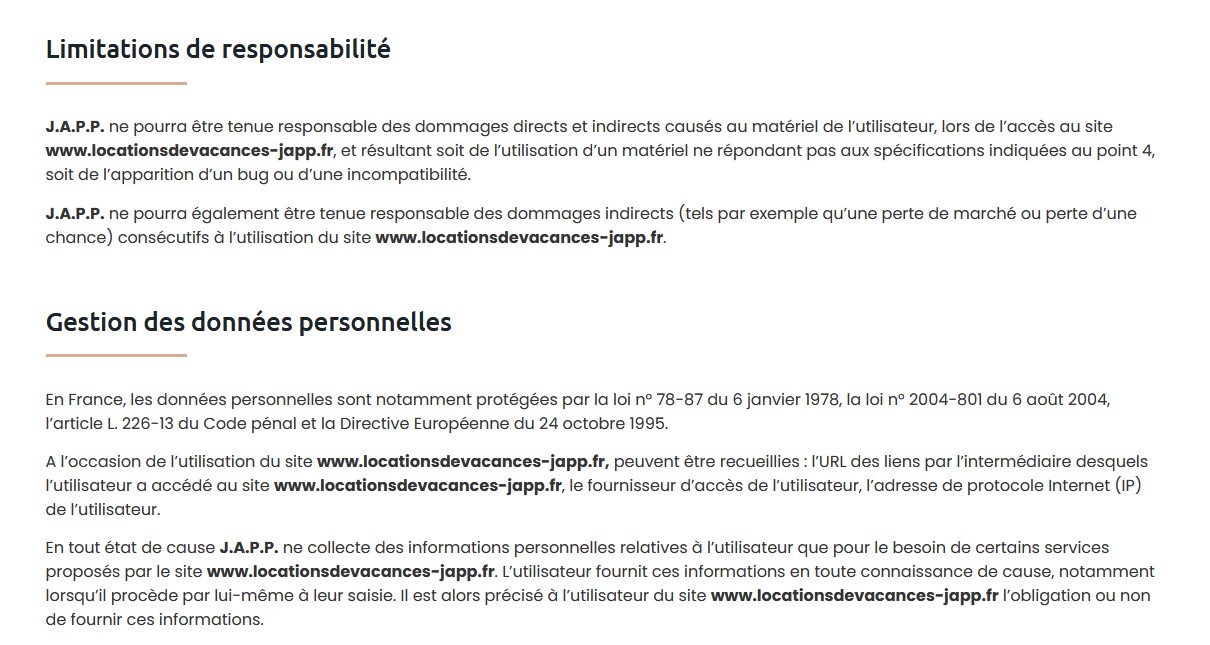 Limitations de responsabilité
J.A.P.P. ne pourra être tenue responsable des dommages directs et indirects causés au matériel de l’utilisateur, lors de l’accès au site
www.locationsdevacances-japp.fr, et résultant soit de l’utilisation d’un matériel ne répondant pas aux spécifications indiquées au point 4,
soit de l’apparition d’un bug ou d’une incompatibilité.
J.A.P.P. ne pourra également être tenue responsable des dommages indirects (tels par exemple qu’une perte de marché ou perte d’une
chance) consécutifs à l’utilisation du site www.locationsdevacances-japp.fr.
Gestion des données personnelles
En France, les données personnelles sont notamment protégées par la loi n° 78-87 du 6 janvier 1978, la loi n° 2004-801 du 6 août 2004,
l’article L. 226-13 du Code pénal et la Directive Européenne du 24 octobre 1995.
A l’occasion de l’utilisation du site www.locationsdevacances-japp.fr, peuvent être recueillies : l’URL des liens par l’intermédiaire desquels
l’utilisateur a accédé au site www.locationsdevacances-japp.fr, le fournisseur d’accès de l’utilisateur, l’adresse de protocole Internet (IP)
de l’utilisateur.
En tout état de cause J.A.P.P. ne collecte des informations personnelles relatives à l’utilisateur que pour le besoin de certains services
proposés par le site www.locationsdevacances-japp.fr. L’utilisateur fournit ces informations en toute connaissance de cause, notamment
lorsqu’il procède par lui-même à leur saisie. Il est alors précisé à l’utilisateur du site www.locationsdevacances-japp.fr l’obligation ou non
de fournir ces informations.